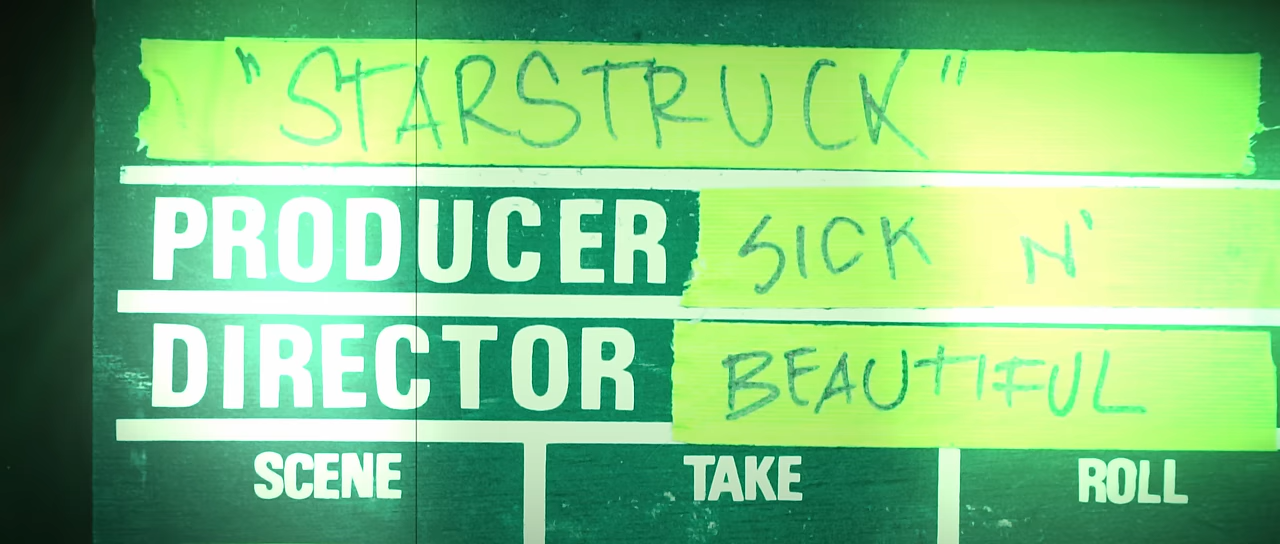 "STARSTRUCK"
PRODUCER SICK N'
DIRECTOR BEAUTIFUL
SCENE TAKE ROLL